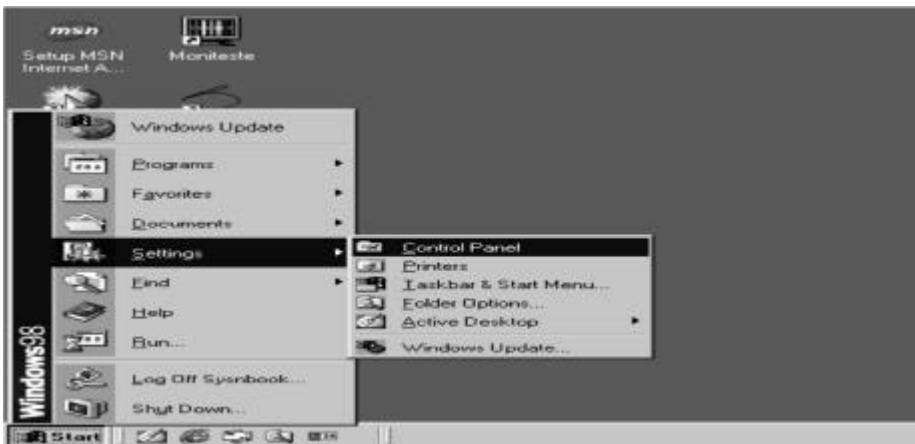 msn
Setup MSN
Internet A...
Moniteste
Windows Update
Programs
Favorites
Documents
Settings
Find
Help
Run...
Log Off Sysnbook...
Shut Down...
Windows98
Control Panel
Printers
Taskbar & Start Menu...
Folder Options...
Active Desktop
Windows Update...
Start